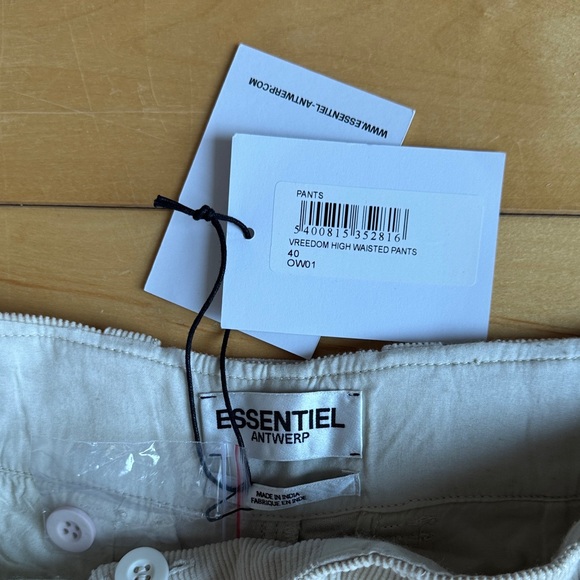 WWW.ESSENTIEL-ANTWERP.COM
PANTS
5 400815 352816
VREEDOM HIGH WAISTED PANTS
40
OW01
ESSENTIEL
ANTWERP
MADE IN INDIA
FABRIQUE EN INDE